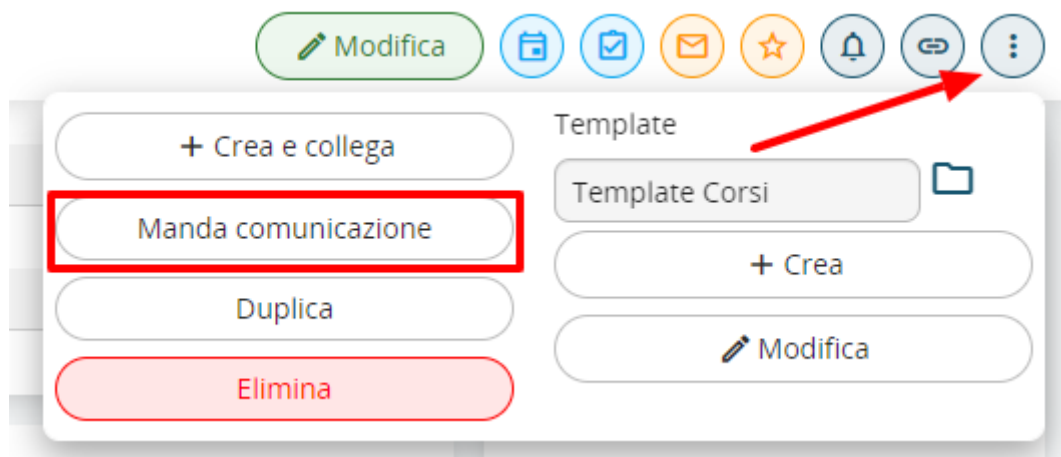 Modifica
+ Crea e collega
Manda comunicazione
Duplica
Elimina
Template
Template Corsi
+ Crea
Modifica